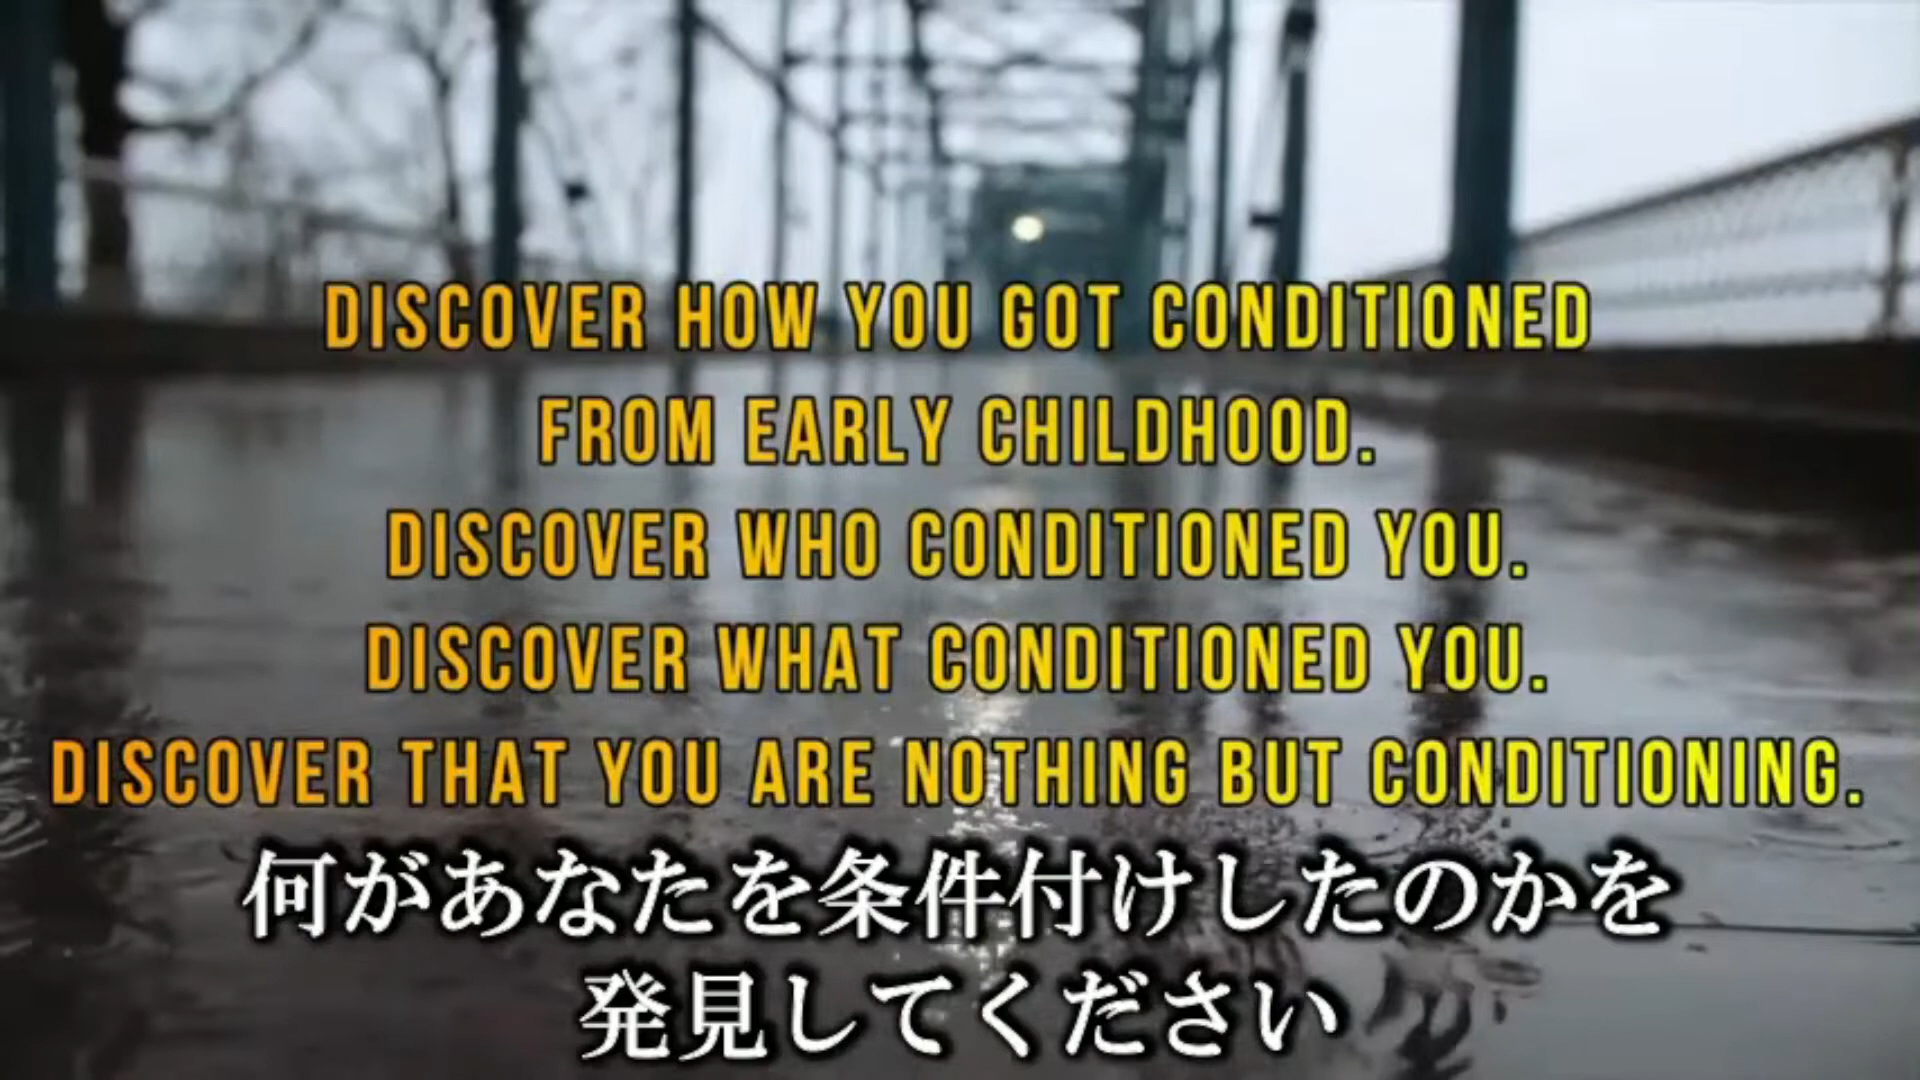 DISCOVER HOW YOU GOT CONDITIONED
FROM EARLY CHILDHOOD.
DISCOVER WHO CONDITIONED YOU.
DISCOVER WHAT CONDITIONED YOU.
DISCOVER THAT YOU ARE NOTHING BUT CONDITIONING.
何があなたを条件付けしたのかを
発見してください